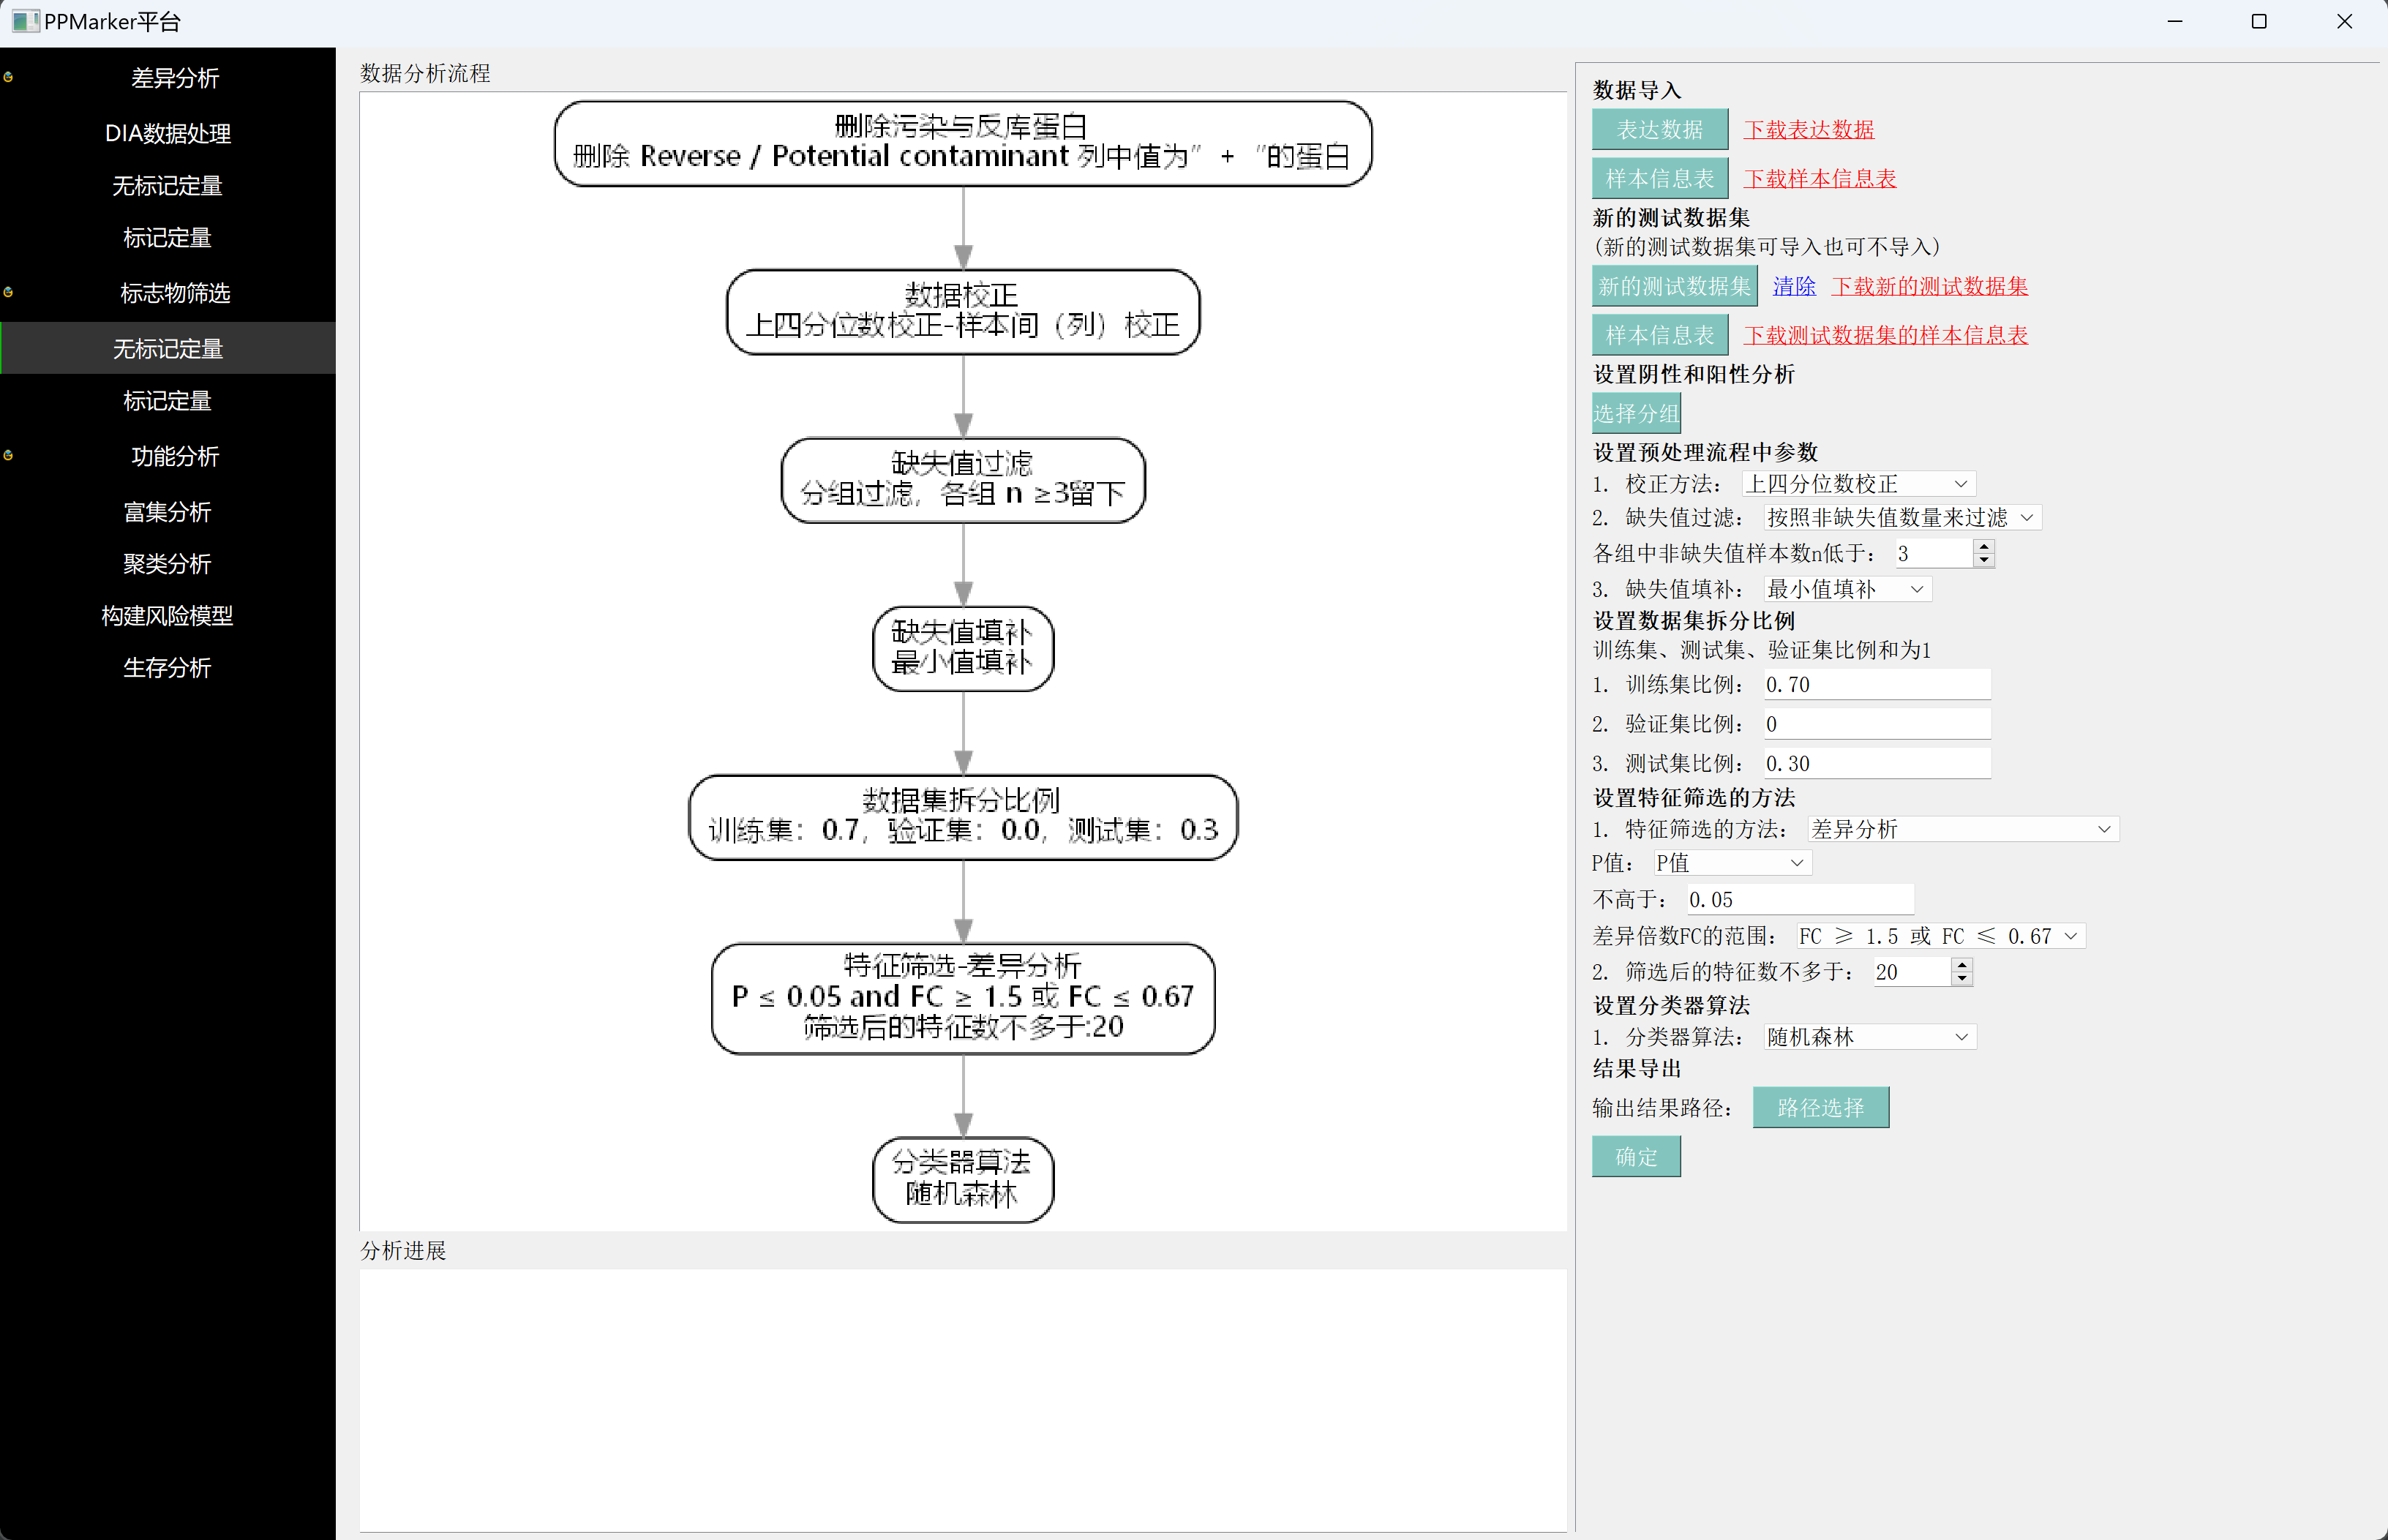 PPMarker平台
差异分析
DIA数据处理
无标记定量
标记定量
标志物筛选
无标记定量
标记定量
功能分析
富集分析
聚类分析
构建风险模型
生存分析
数据分析流程
删除污染与反库蛋白
删除 Reverse / Potential contaminant 列中值为” + “的蛋白
数据校正
上四分位数校正-样本间（列）校正
缺失值过滤
分组过滤，各组 n ≥3留下
缺失值填补
最小值填补
数据集拆分比例
训练集：0.7，验证集：0.0，测试集：0.3
特征筛选-差异分析
P ≤ 0.05 and FC ≥ 1.5 或 FC ≤ 0.67
筛选后的特征数不多于:20
分类器算法
随机森林
分析进展
数据导入
表达数据 下载表达数据
样本信息表 下载样本信息表
新的测试数据集
(新的测试数据集可导入也可不导入)
新的测试数据集 清除 下载新的测试数据集
样本信息表 下载测试数据集的样本信息表
设置阴性和阳性分析
选择分组
设置预处理流程中参数
1. 校正方法： 上四分位数校正
2. 缺失值过滤： 按照非缺失值数量来过滤
各组中非缺失值样本数n低于： 3
3. 缺失值填补： 最小值填补
设置数据集拆分比例
训练集、测试集、验证集比例和为1
1. 训练集比例： 0.70
2. 验证集比例： 0
3. 测试集比例： 0.30
设置特征筛选的方法
1. 特征筛选的方法： 差异分析
P值： P值
不高于： 0.05
差异倍数FC的范围： FC ≥ 1.5 或 FC ≤ 0.67
2. 筛选后的特征数不多于： 20
设置分类器算法
1. 分类器算法： 随机森林
结果导出
输出结果路径： 路径选择
确定